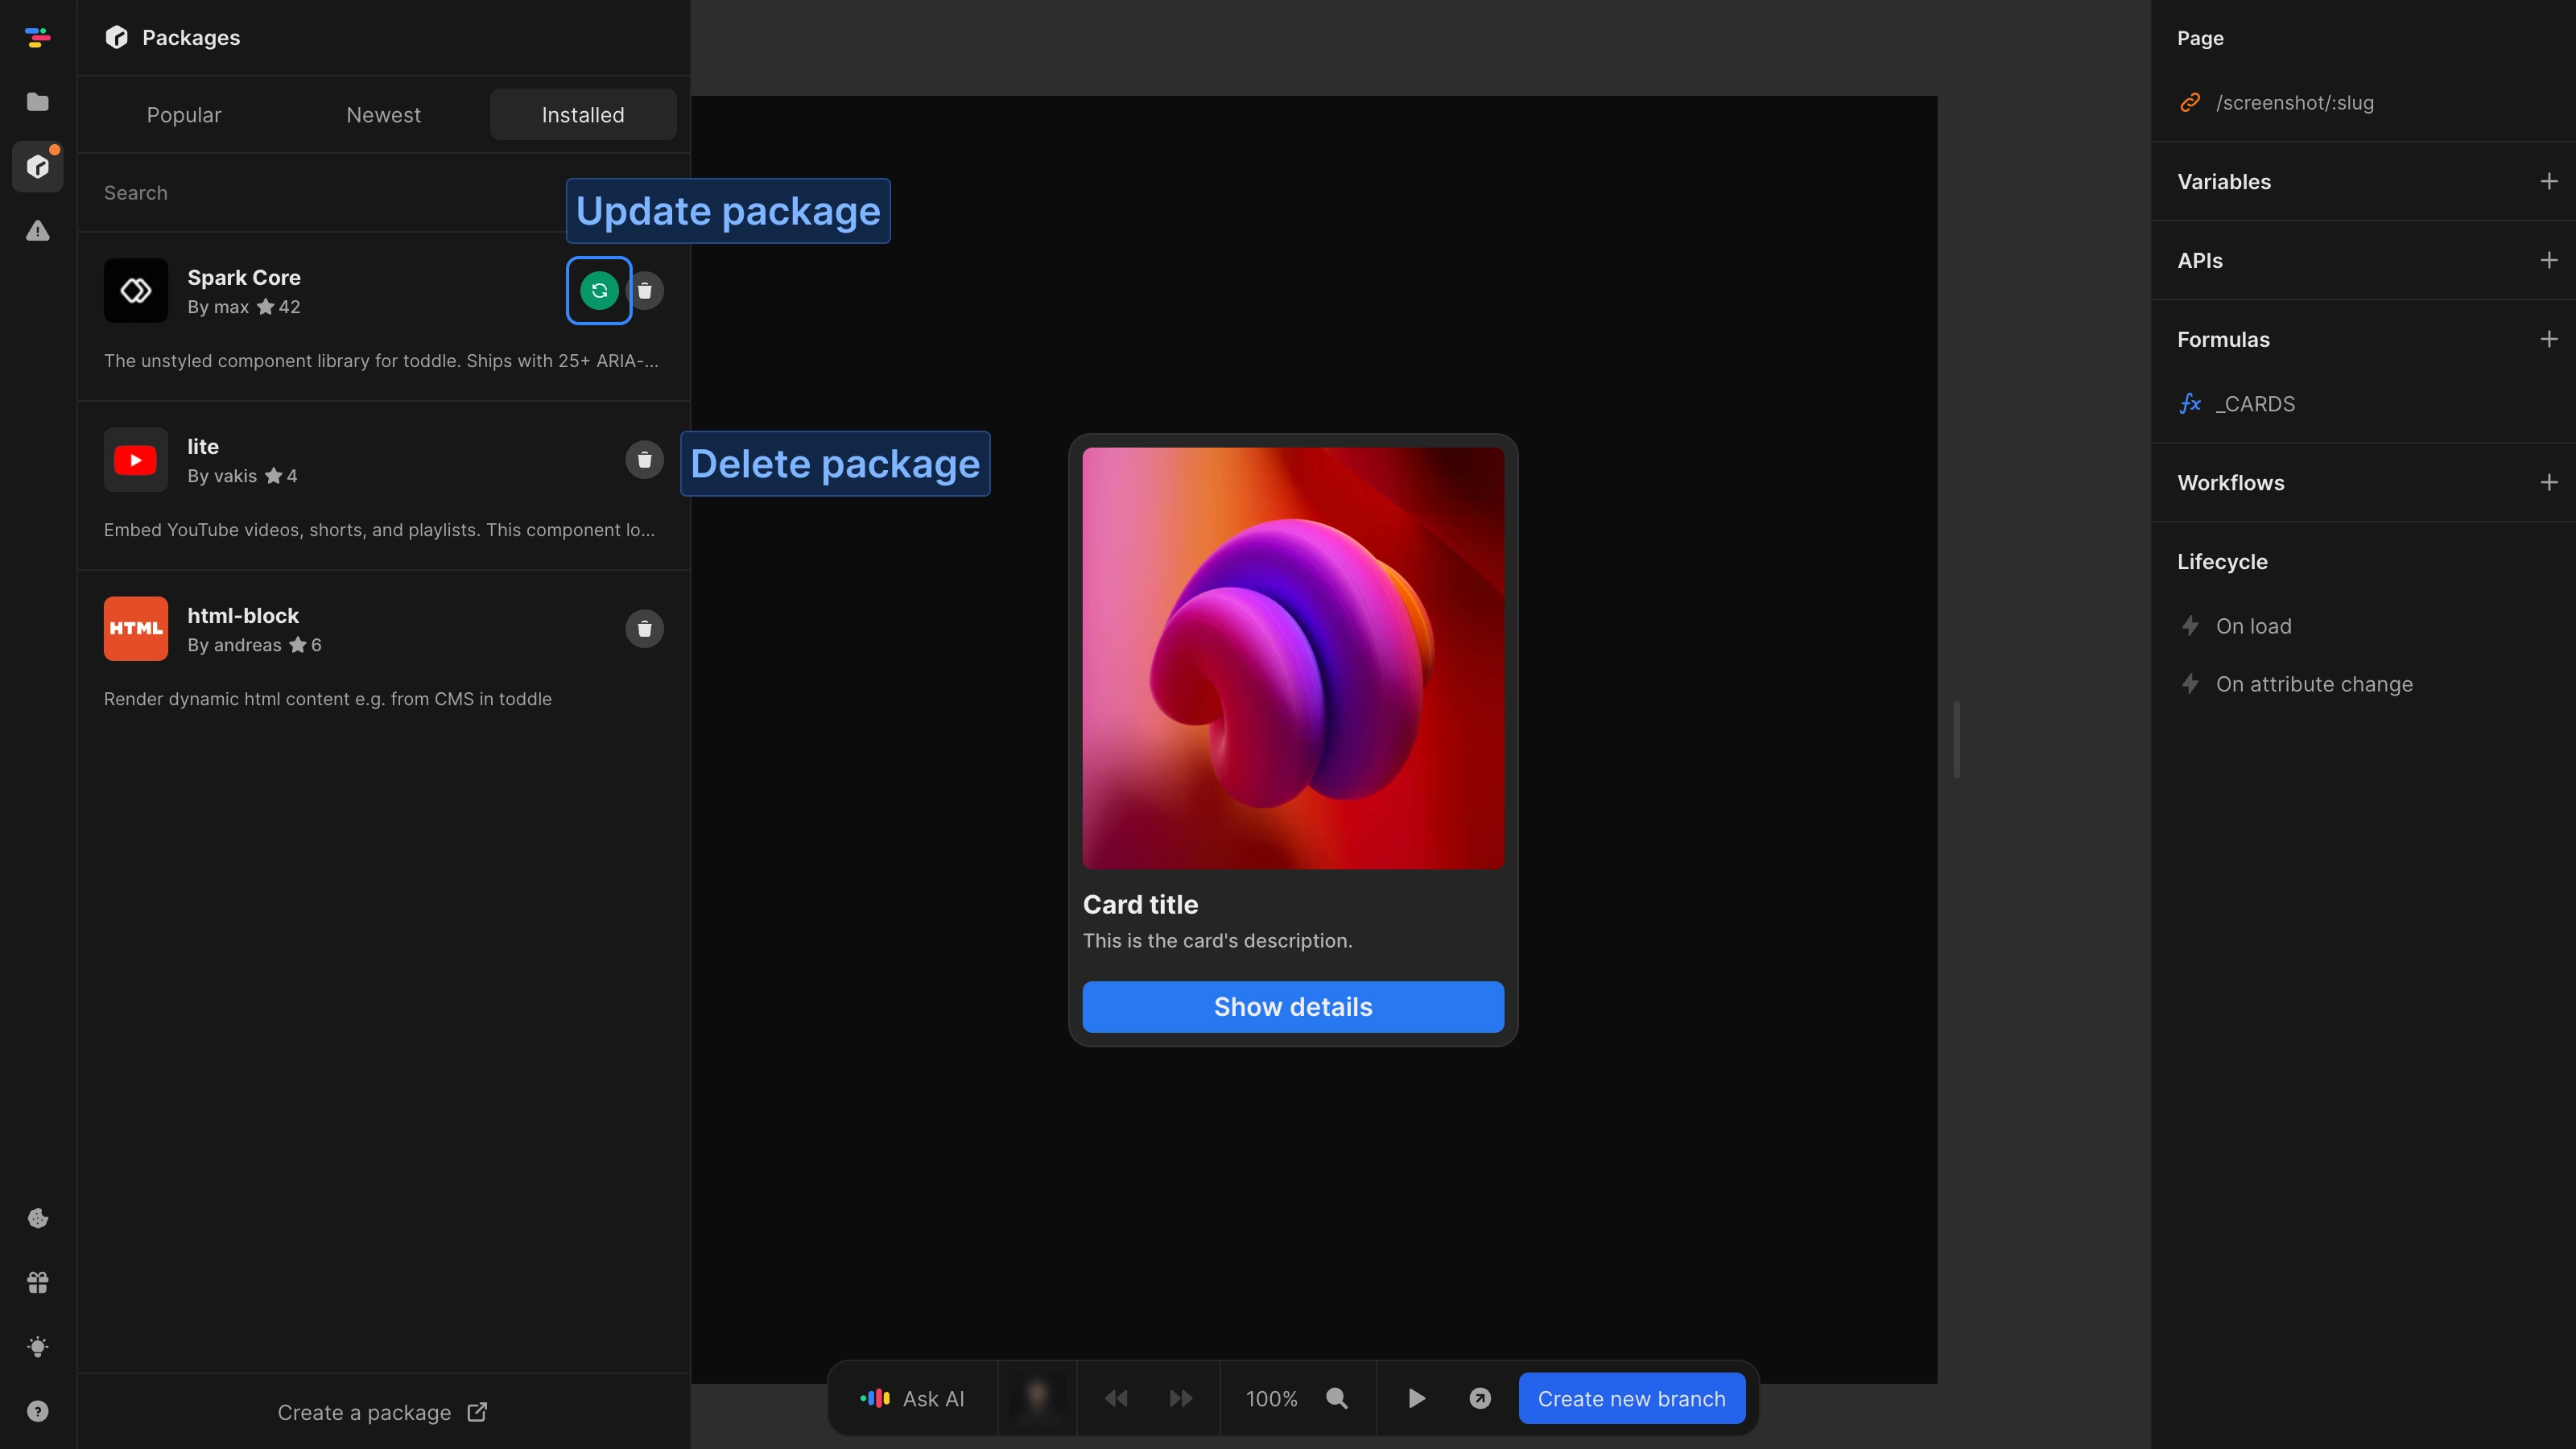 Packages
Popular
Newest
Installed
Search
Update package
Spark Core
By max 42
The unstyled component library for toddle. Ships with 25+ ARIA-...
lite
By vakis 4
Delete package
Embed YouTube videos, shorts, and playlists. This component lo...
HTML
html-block
By andreas 6
Render dynamic html content e.g. from CMS in toddle
Create a package
Card title
This is the card's description.
Show details
Ask AI
100%
Create new branch
Page
/screenshot/:slug
Variables
APIs
Formulas
fx _CARDS
Workflows
Lifecycle
On load
On attribute change